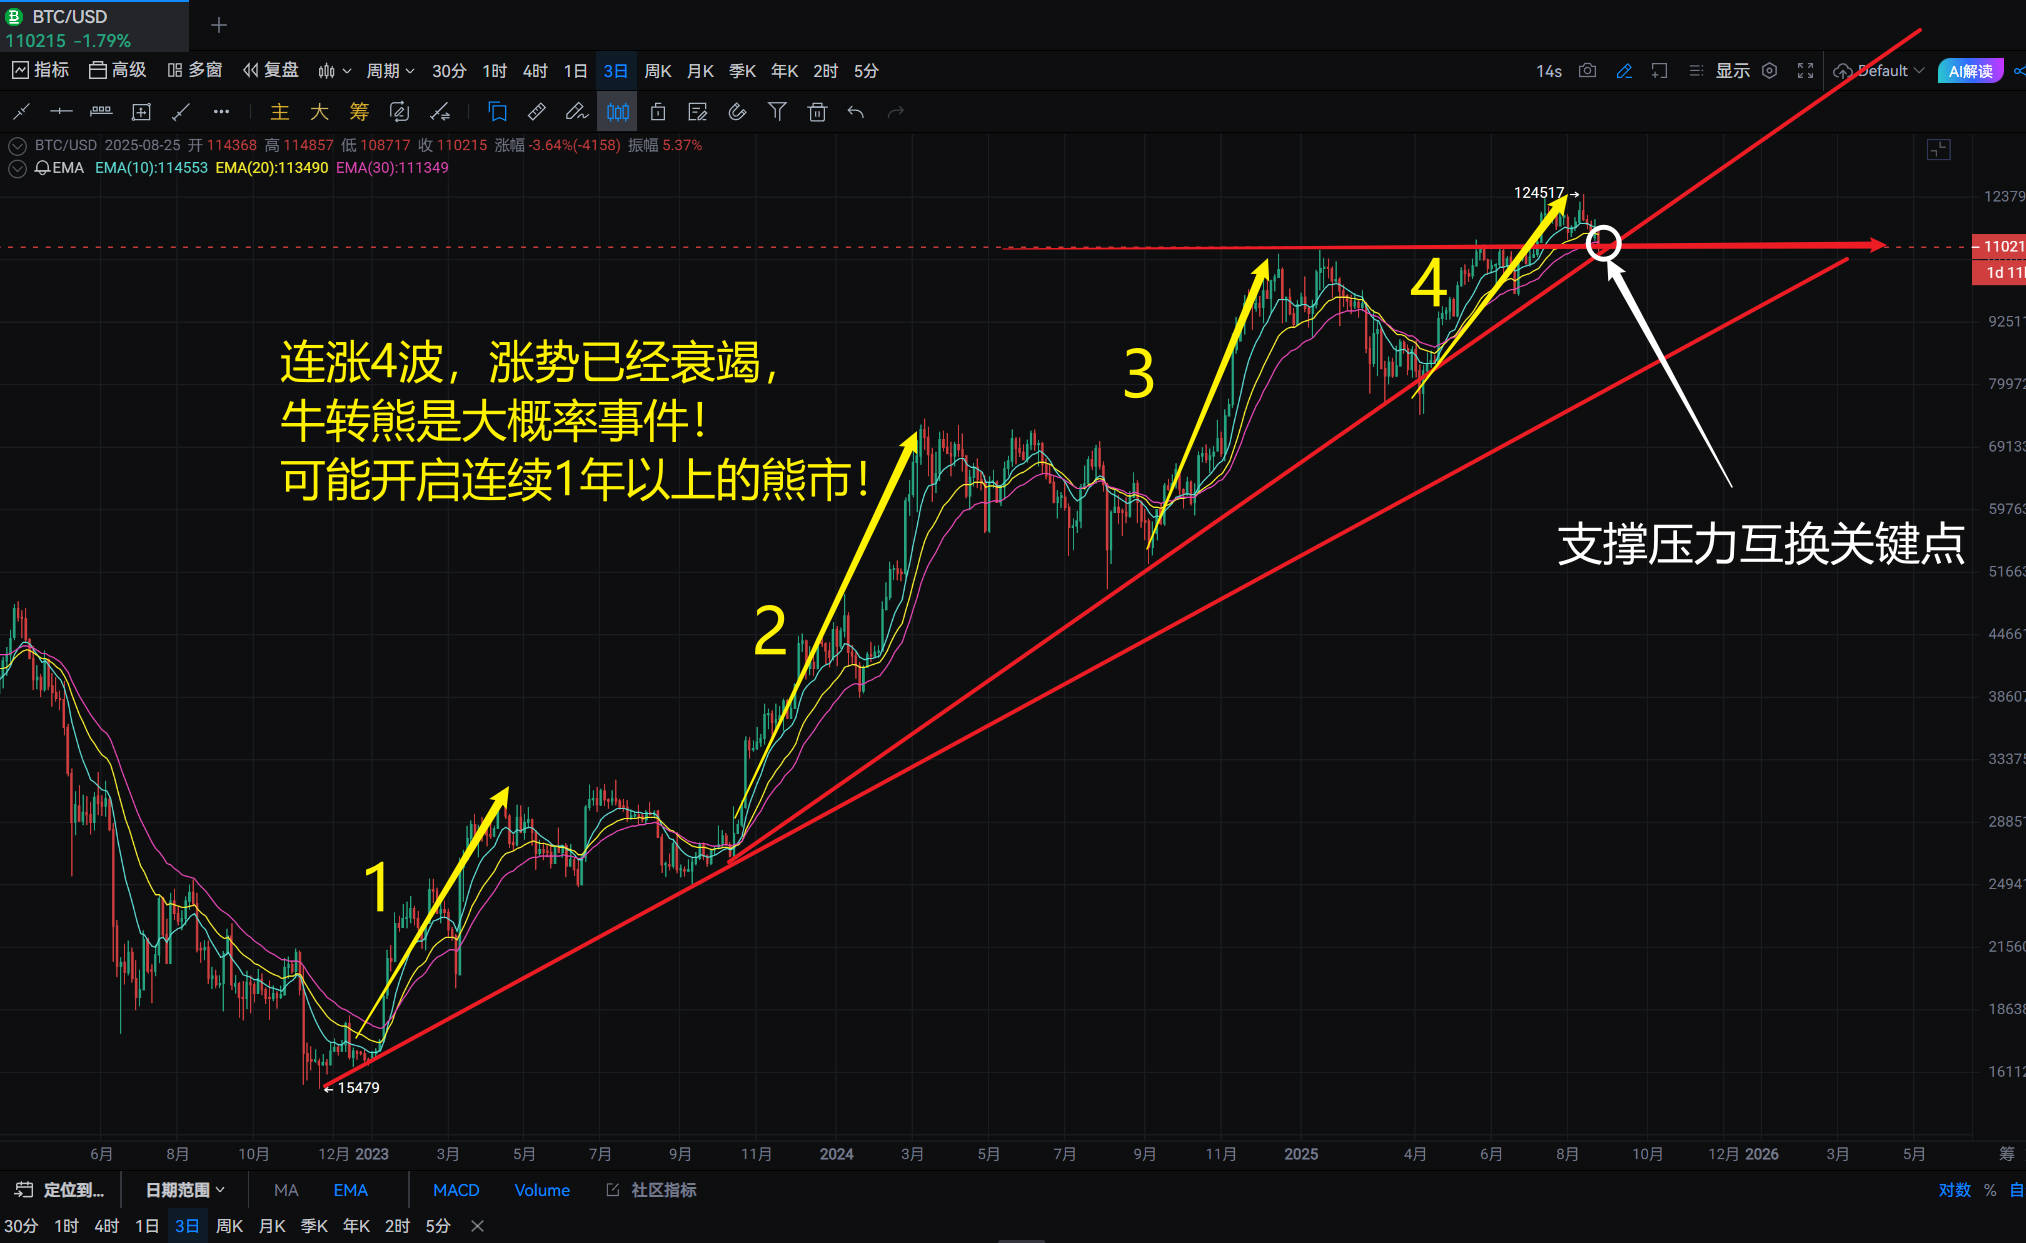 BTC/USD
110215 -1.79%
指标 高级 多窗 复盘 周期 30分 1时 4时 1日 3日 周K 月K 季K 年K 2时 5分 14s 显示 Default AI解读
主 大 筹
BTC/USD 2025-08-25 开 114368 高 114857 低 108717 收 110215 涨幅 -3.64%(-4158) 振幅 5.37%
EMA EMA(10):114553 EMA(20):113490 EMA(30):111349
124517
12379
11021
1d 11
4
连涨4波，涨势已经衰竭，
牛转熊是大概率事件！
可能开启连续1年以上的熊市！
3
92517
79972
69133
59763
支撑压力互换关键点
51663
2
44667
38607
33375
28851
1
24941
21560
18638
15479
16112
6月 8月 10月 12月 2023 3月 5月 7月 9月 11月 2024 3月 5月 7月 9月 11月 2025 4月 6月 8月 10月 12月 2026 3月 5月 筹
定位到... 日期范围 MA EMA MACD Volume 社区指标 对数 % 自
30分 1时 4时 1日 3日 周K 月K 季K 年K 2时 5分